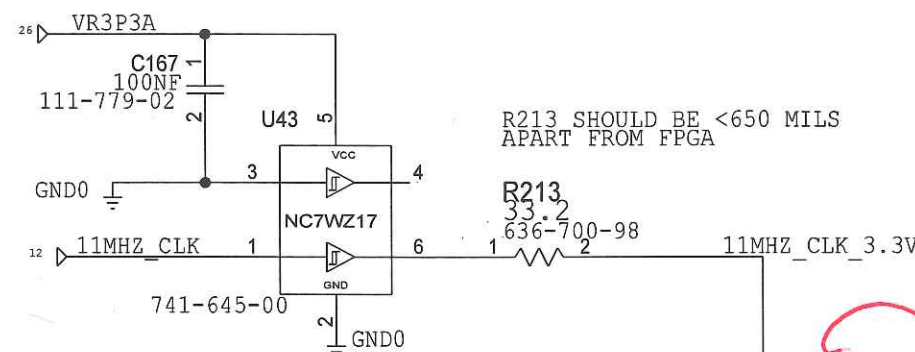 26 VR3P3A
C167 1
100NF
111-779-02
2
U43 5
R213 SHOULD BE <650 MILS
APART FROM FPGA
VCC
GND0 3 4
R213
33.2
NC7WZ17
636-700-98
12 11MHZ_CLK 1 6 1 2 11MHZ_CLK_3.3V
GND
741-645-00
2 GND0